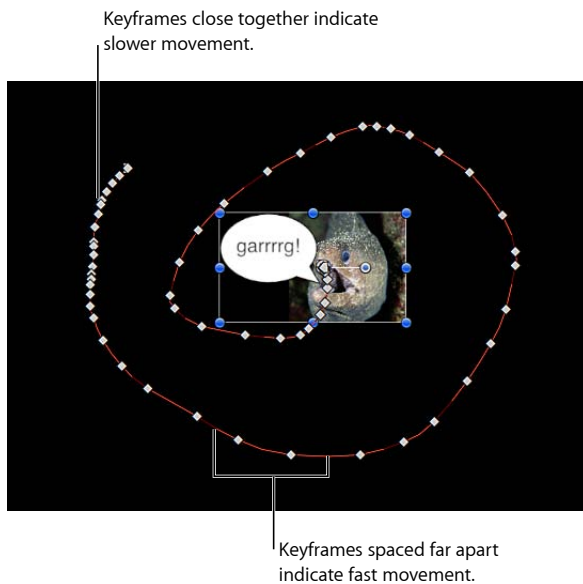 Keyframes close together indicate
slower movement.
garrrrg!
Keyframes spaced far apart
indicate fast movement.